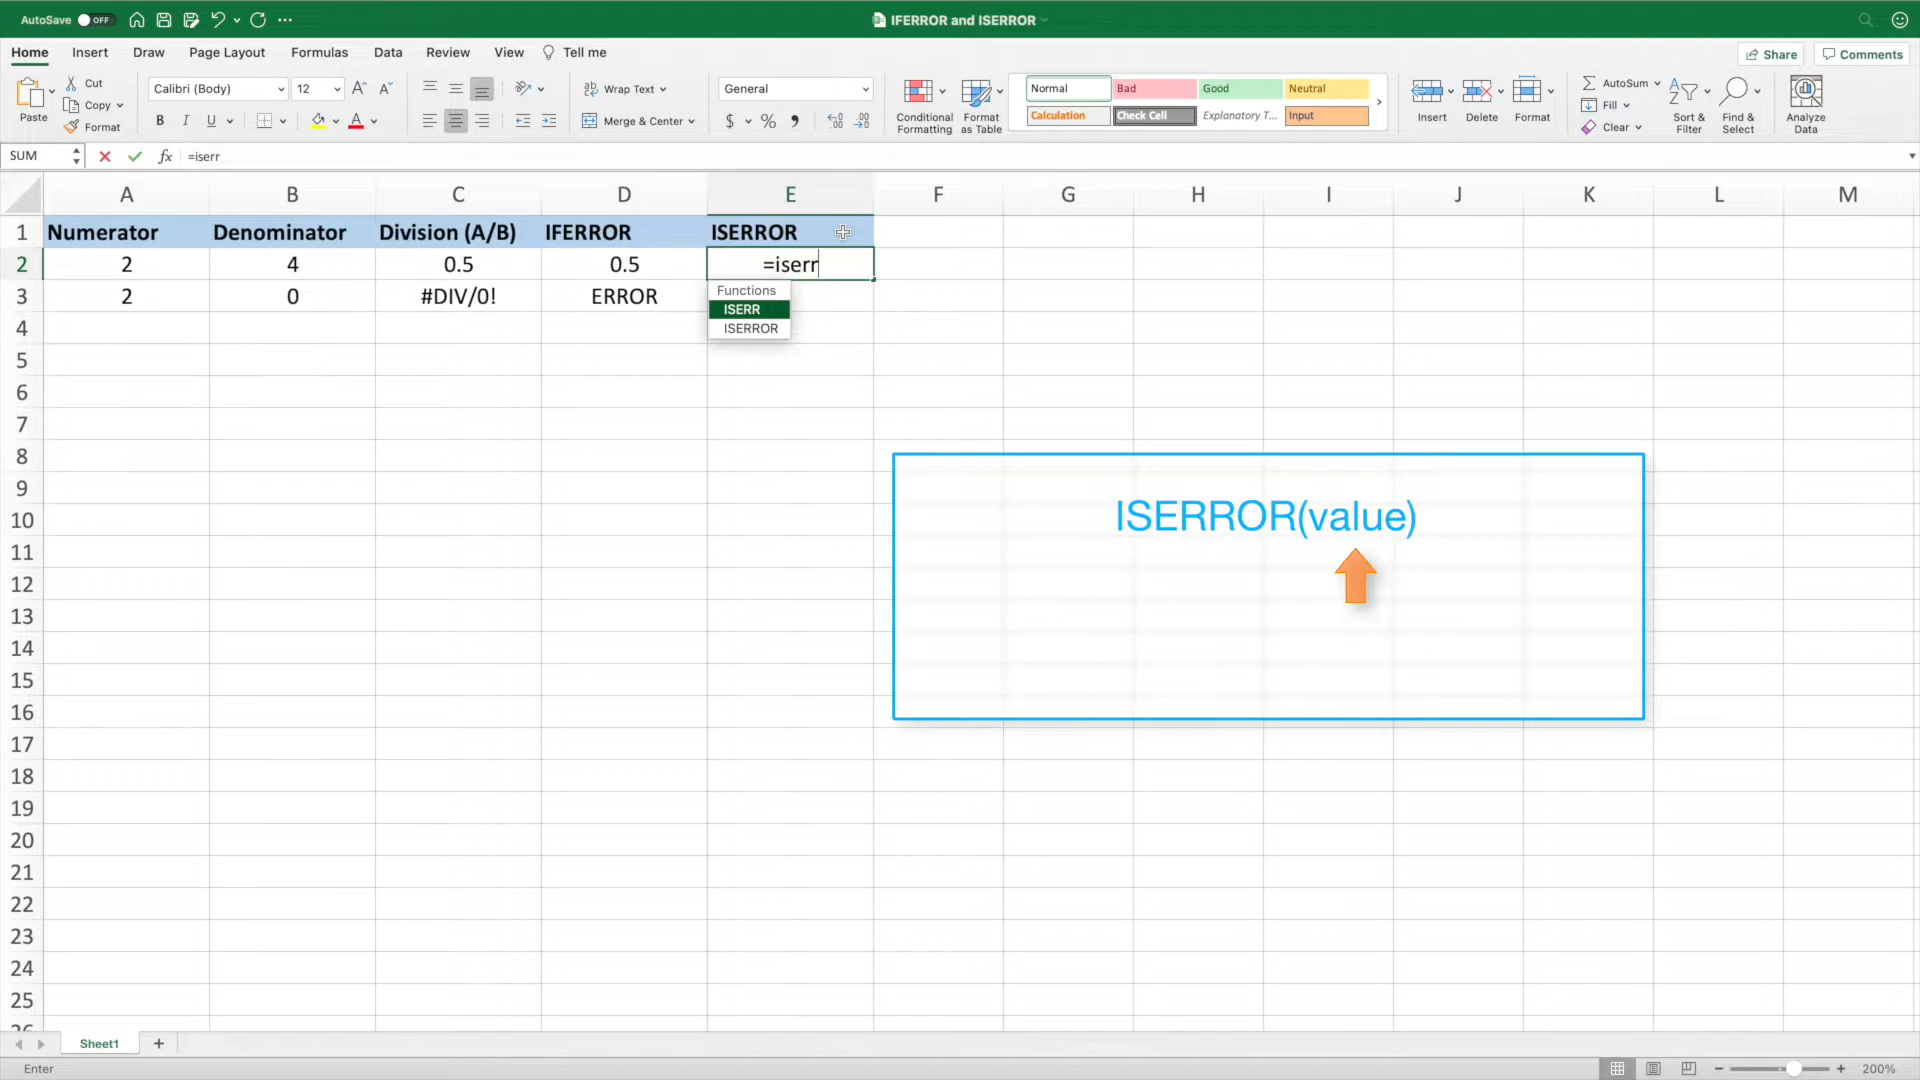 AutoSave OFF
IFERROR and ISERROR
Home Insert Draw Page Layout Formulas Data Review View Tell me
Share Comments
Paste
Cut
Copy
Format
Calibri (Body) 12
B I U
Wrap Text
Merge & Center
General
$ % ,
Conditional Formatting
Format as Table
Normal Bad Good Neutral
Calculation Check Cell Explanatory T... Input
Insert Delete Format
AutoSum
Fill
Clear
Sort & Filter
Find & Select
Analyze Data
SUM fx =iserr
A B C D E F G H I J K L M
1 Numerator Denominator Division (A/B) IFERROR ISERROR
2 2 4 0.5 0.5 =iserr
3 2 0 #DIV/0! ERROR
Functions
ISERR
ISERROR
4
5
6
7
8
9
10
11
12
13
14
15
16
17
18
19
20
21
22
23
24
25
26
ISERROR(value)
Sheet1 +
Enter
200%